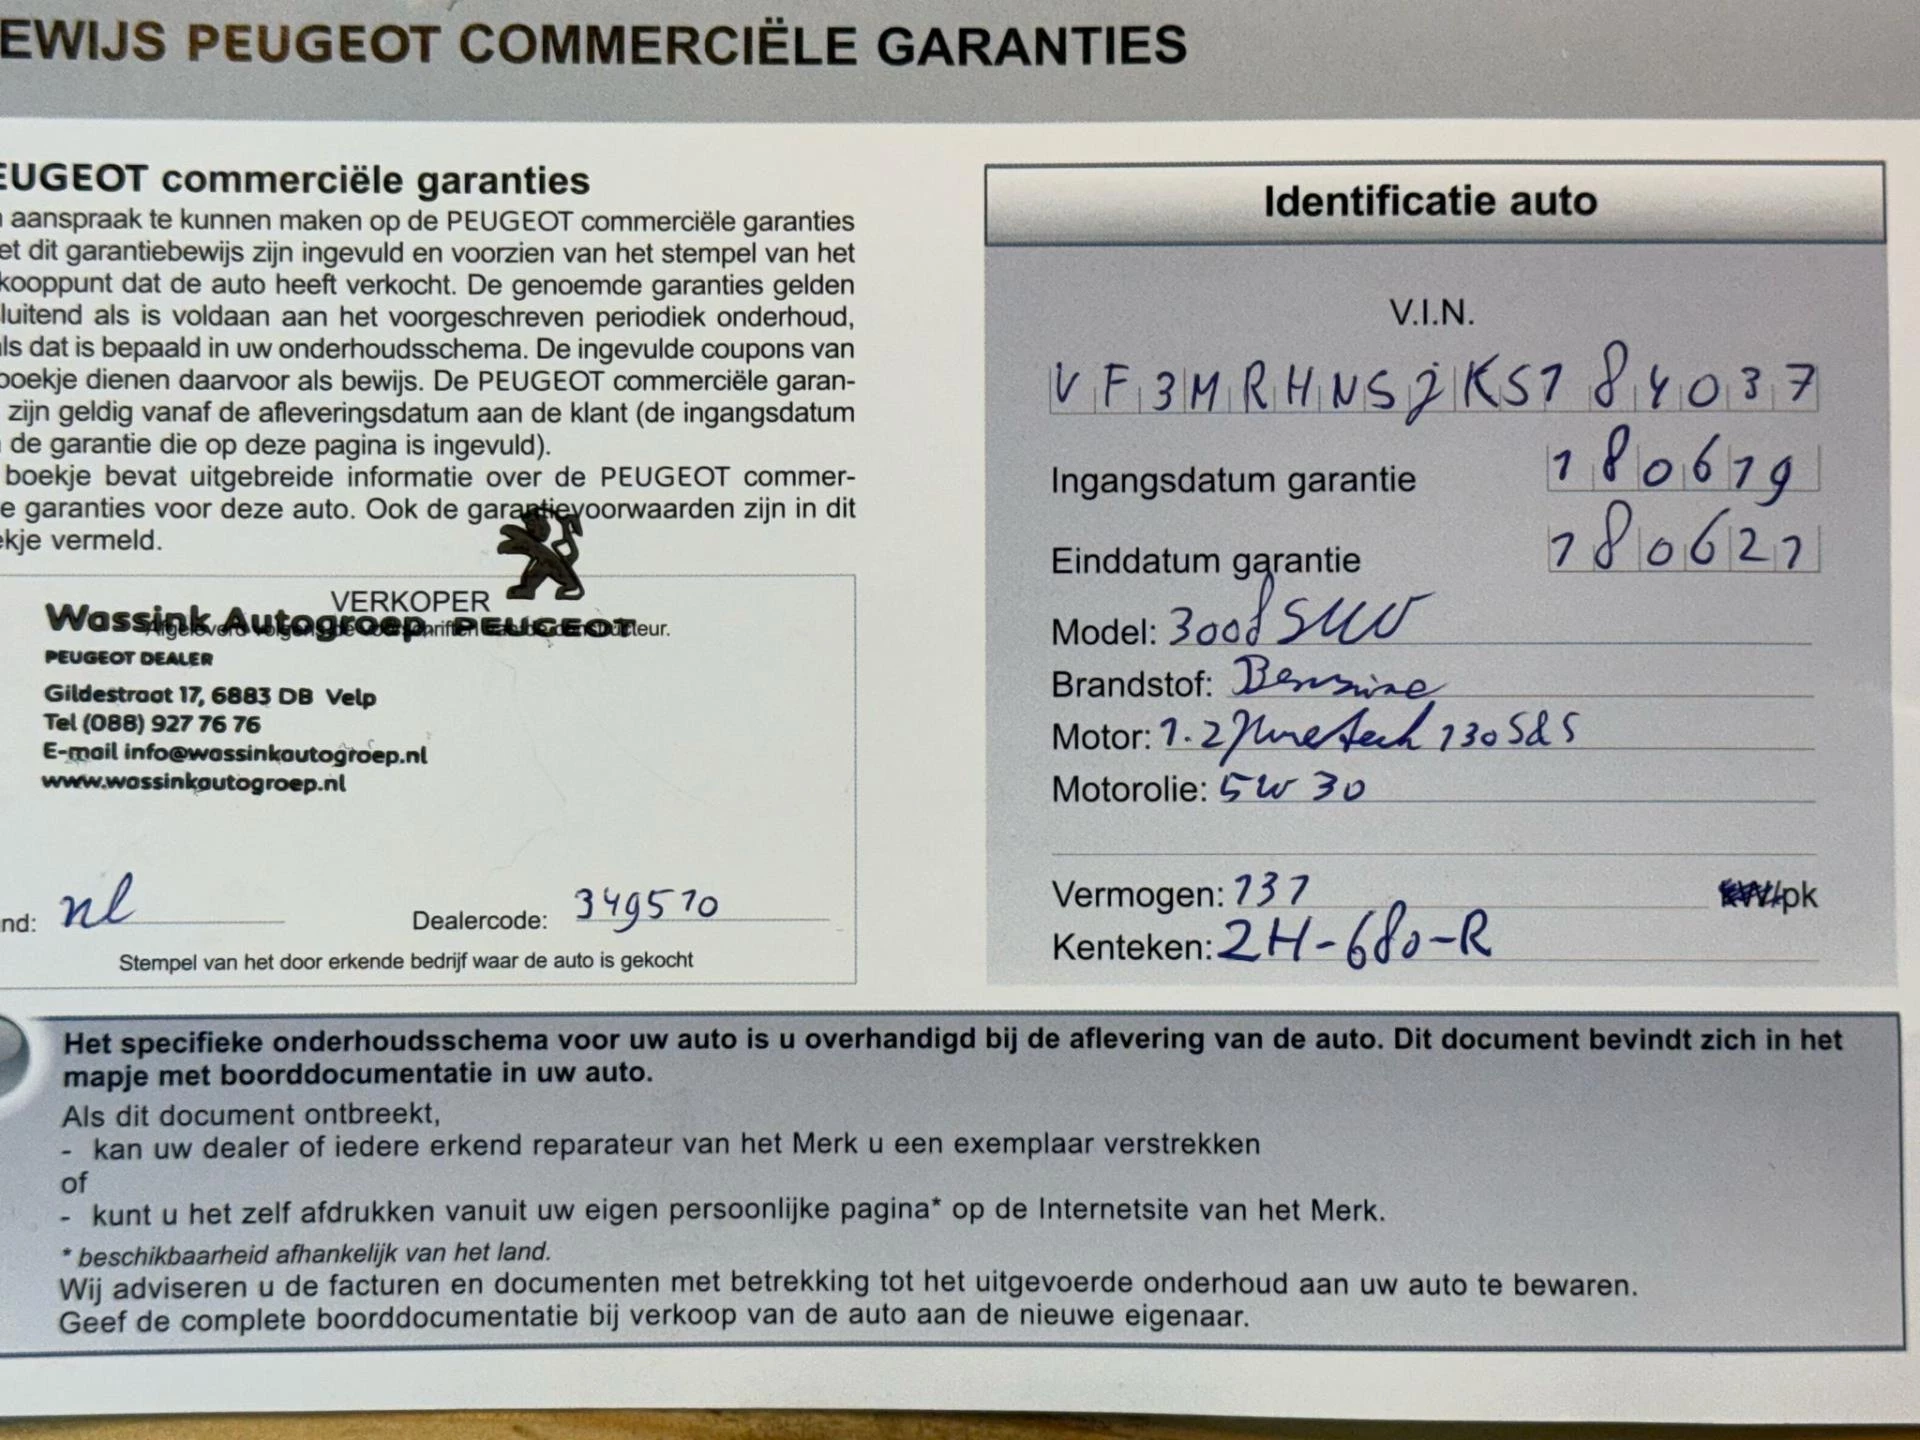 EWIJS PEUGEOT COMMERCIËLE GARANTIES
EUGEOT commerciële garanties
aanspraak te kunnen maken op de PEUGEOT commerciële garanties
et dit garantiebewijs zijn ingevuld en voorzien van het stempel van het
kooppunt dat de auto heeft verkocht. De genoemde garanties gelden
luitend als is voldaan aan het voorgeschreven periodiek onderhoud,
ls dat is bepaald in uw onderhoudsschema. De ingevulde coupons van
boekje dienen daarvoor als bewijs. De PEUGEOT commerciële garan-
zijn geldig vanaf de afleveringsdatum aan de klant (de ingangsdatum
de garantie die op deze pagina is ingevuld).
boekje bevat uitgebreide informatie over de PEUGEOT commer-
e garanties voor deze auto. Ook de garantievoorwaarden zijn in dit
ekje vermeld.
VERKOPER
Afgeleverd volgens de voorschriften van de constructeur.
Wassink Autogroep PEUGEOT
PEUGEOT DEALER
Gildestraat 17, 6883 DB Velp
Tel (088) 927 76 76
E-mail info@wassinkautogroep.nl
www.wassinkautogroep.nl
nd: nl Dealercode: 349510
Stempel van het door erkende bedrijf waar de auto is gekocht
Identificatie auto
V.I.N.
VF3MRHNSJKS184037
Ingangsdatum garantie 180619
Einddatum garantie 180621
Model: 3008 SUV
Brandstof: Benzine
Motor: 1.2 Puretech 130 S&S
Motorolie: 5W30
Vermogen: 131 kW/pk
Kenteken: ZH-680-R
Het specifieke onderhoudsschema voor uw auto is u overhandigd bij de aflevering van de auto. Dit document bevindt zich in het
mapje met boorddocumentatie in uw auto.
Als dit document ontbreekt,
- kan uw dealer of iedere erkend reparateur van het Merk u een exemplaar verstrekken
of
- kunt u het zelf afdrukken vanuit uw eigen persoonlijke pagina* op de Internetsite van het Merk.
* beschikbaarheid afhankelijk van het land.
Wij adviseren u de facturen en documenten met betrekking tot het uitgevoerde onderhoud aan uw auto te bewaren.
Geef de complete boorddocumentatie bij verkoop van de auto aan de nieuwe eigenaar.